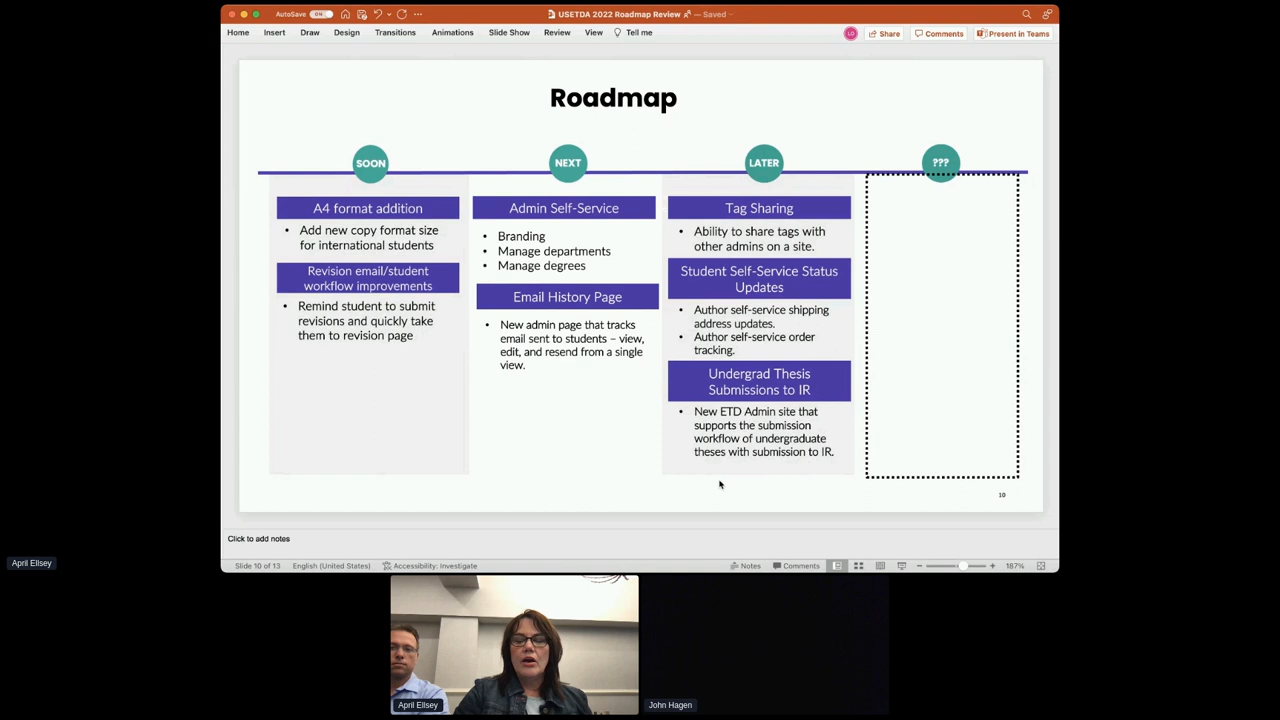 AutoSave ON
USETDA 2022 Roadmap Review — Saved
Home Insert Draw Design Transitions Animations Slide Show Review View Tell me
LO Share Comments Present in Teams
Roadmap
SOON
NEXT
LATER
???
A4 format addition
• Add new copy format size
for international students
Revision email/student
workflow improvements
• Remind student to submit
revisions and quickly take
them to revision page
Admin Self-Service
• Branding
• Manage departments
• Manage degrees
Email History Page
• New admin page that tracks
email sent to students – view,
edit, and resend from a single
view.
Tag Sharing
• Ability to share tags with
other admins on a site.
Student Self-Service Status
Updates
• Author self-service shipping
address updates.
• Author self-service order
tracking.
Undergrad Thesis
Submissions to IR
• New ETD Admin site that
supports the submission
workflow of undergraduate
theses with submission to IR.
10
Click to add notes
Slide 10 of 13 English (United States) Accessibility: Investigate Notes Comments 187%
April Ellsey
April Ellsey
John Hagen